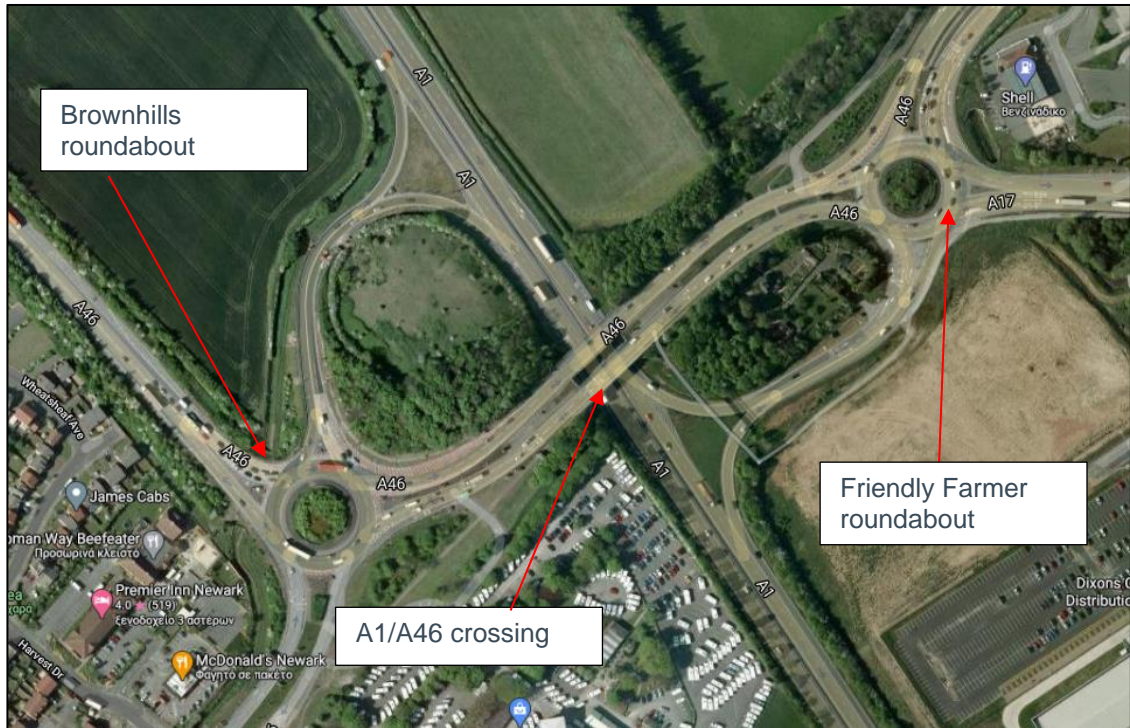 A1
A46
Shell
Βενζινάδικο
Brownhills
roundabout
A1
A46
A17
A46
A46
Wheatsheaf Ave
A46
A46
James Cabs
oman Way Beefeater
Προσωρινά κλειστό
A1
Friendly Farmer
roundabout
Premier Inn Newark
4.0 ★ (519)
ξενοδοχείο 3 αστέρων
Dixons C
Distributio
A1
A1/A46 crossing
McDonald's Newark
Φαγητό σε πακέτο
Harvest Dr